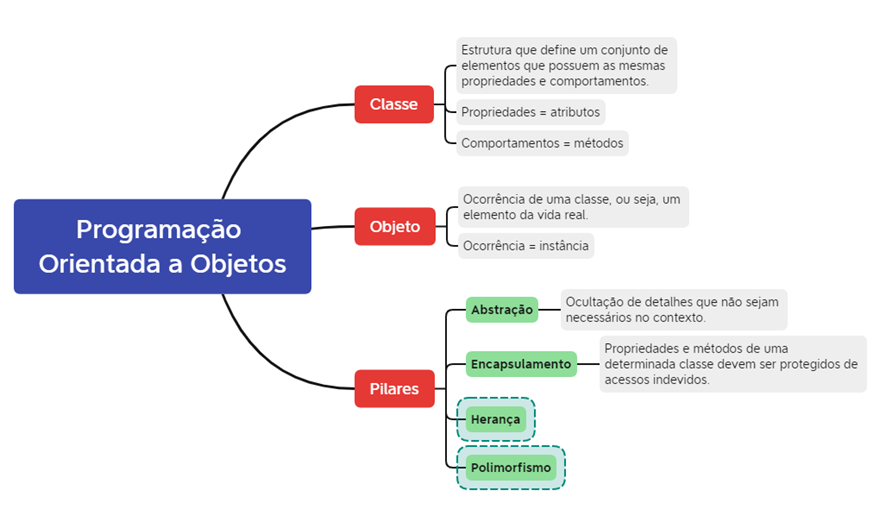 Programação
Orientada a Objetos
Classe
Estrutura que define um conjunto de
elementos que possuem as mesmas
propriedades e comportamentos.
Propriedades = atributos
Comportamentos = métodos
Objeto
Ocorrência de uma classe, ou seja, um
elemento da vida real.
Ocorrência = instância
Pilares
Abstração
Ocultação de detalhes que não sejam
necessários no contexto.
Encapsulamento
Propriedades e métodos de uma
determinada classe devem ser protegidos de
acessos indevidos.
Herança
Polimorfismo